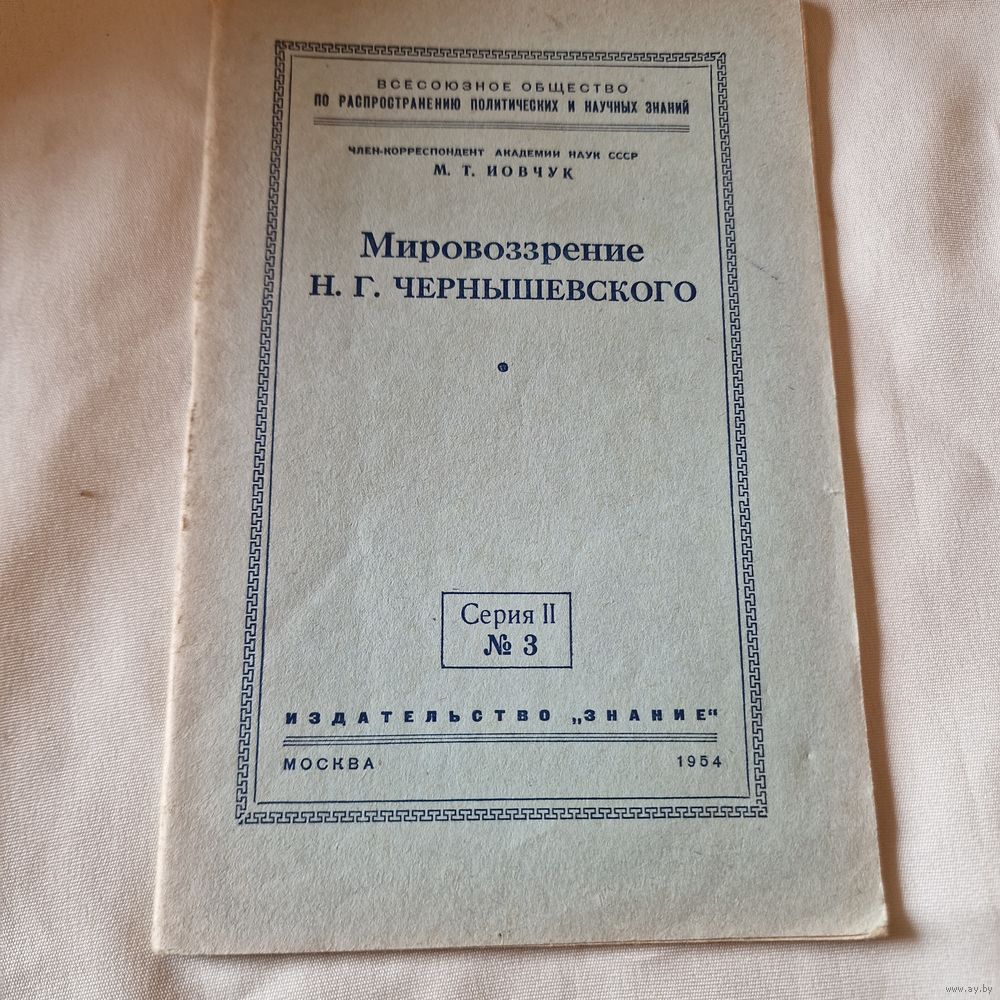 ВСЕСОЮЗНОЕ ОБЩЕСТВО
ПО РАСПРОСТРАНЕНИЮ ПОЛИТИЧЕСКИХ И НАУЧНЫХ ЗНАНИЙ
ЧЛЕН-КОРРЕСПОНДЕНТ АКАДЕМИИ НАУК СССР
М. Т. ИОВЧУК
Мировоззрение
Н. Г. ЧЕРНЫШЕВСКОГО
Серия II
№ 3
ИЗДАТЕЛЬСТВО „ЗНАНИЕ“
МОСКВА 1954
www.ay.by